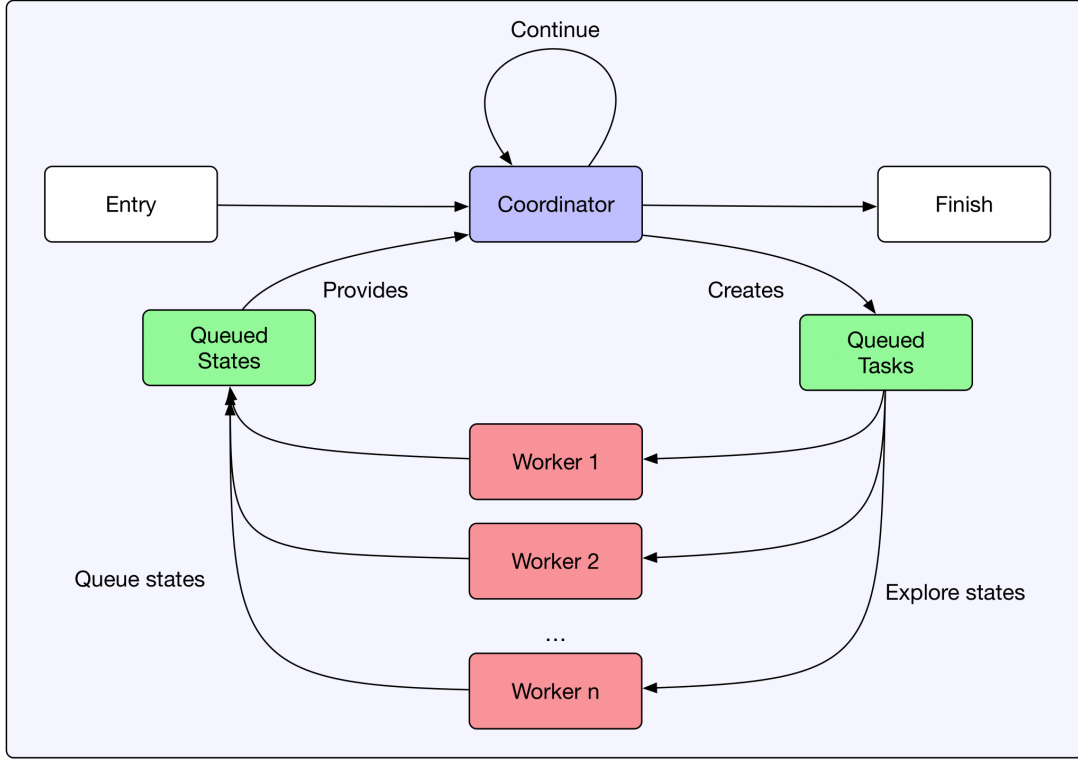 Continue
Entry
Coordinator
Finish
Provides
Creates
Queued
States
Queued
Tasks
Worker 1
Worker 2
Queue states
Explore states
...
Worker n